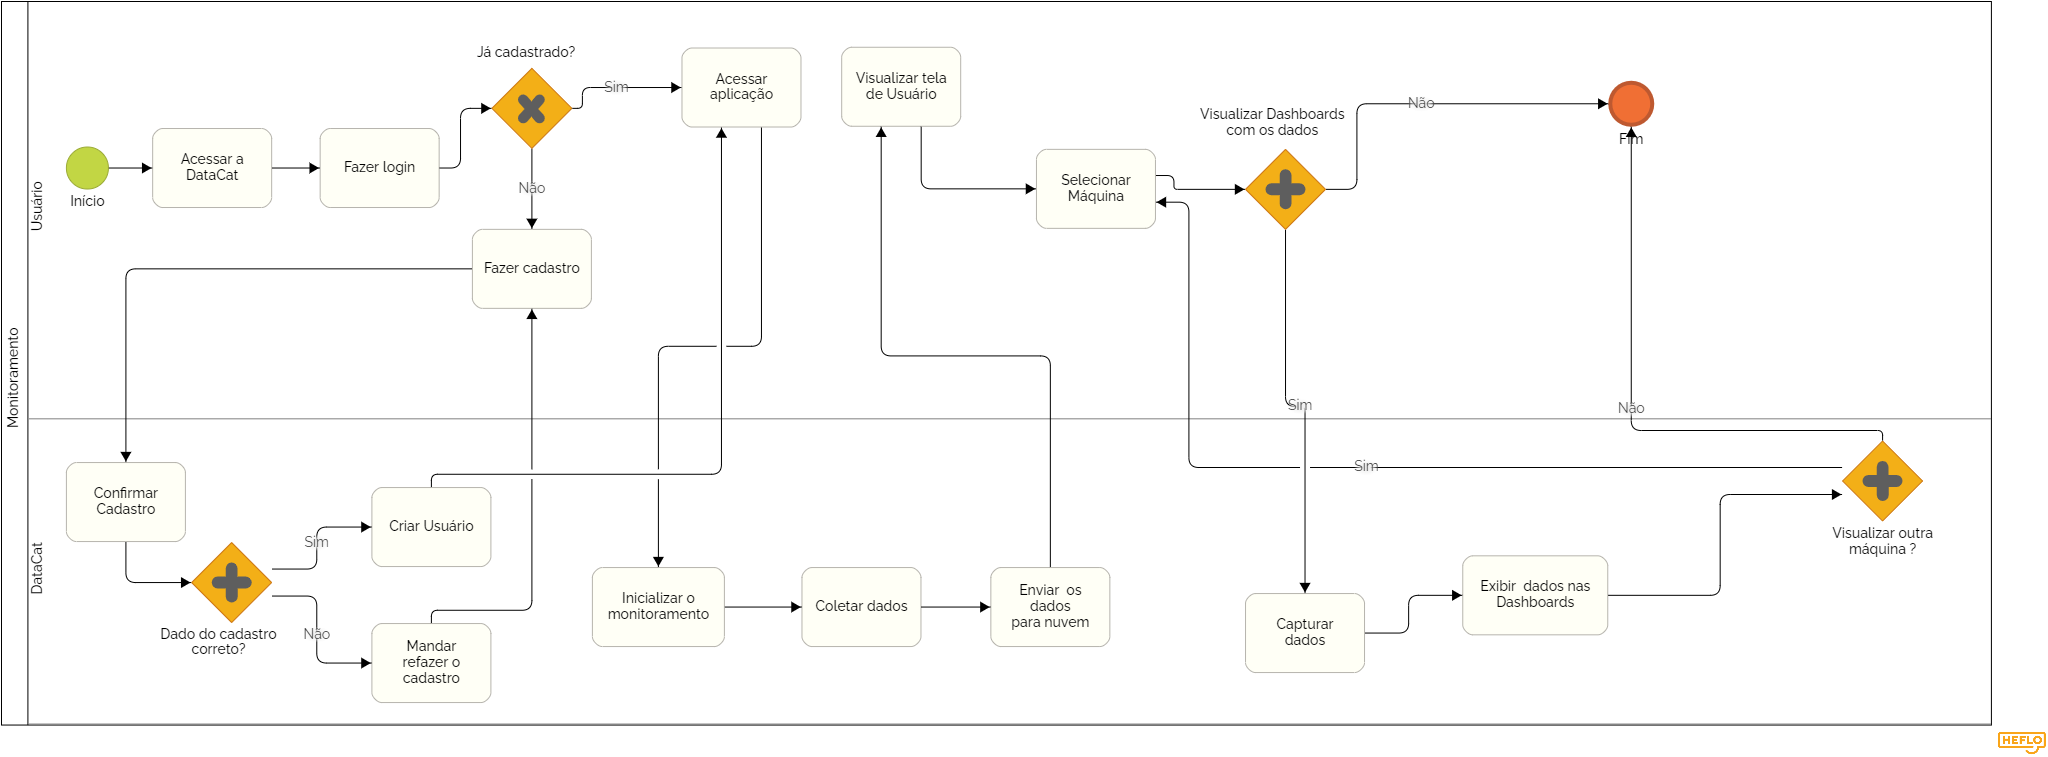 Monitoramento
Usuário
Início
Acessar a
DataCat
Fazer login
Já cadastrado?
Sim
Não
Fazer cadastro
Acessar
aplicação
Visualizar tela
de Usuário
Selecionar
Máquina
Visualizar Dashboards
com os dados
Não
Sim
Fim
DataCat
Confirmar
Cadastro
Dado do cadastro
correto?
Sim
Não
Criar Usuário
Mandar
refazer o
cadastro
Inicializar o
monitoramento
Coletar dados
Enviar os
dados
para nuvem
Capturar
dados
Exibir dados nas
Dashboards
Visualizar outra
máquina ?
Sim
Não
HEFLO